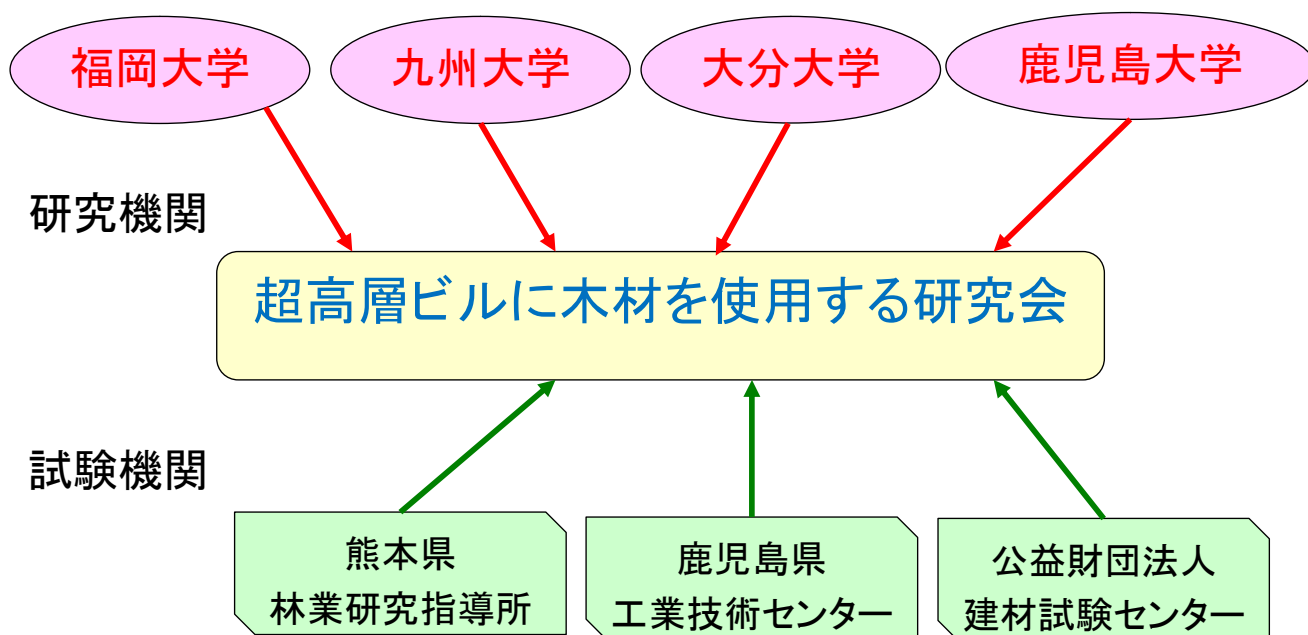 福岡大学
九州大学
大分大学
鹿児島大学
研究機関
超高層ビルに木材を使用する研究会
試験機関
熊本県
林業研究指導所
鹿児島県
工業技術センター
公益財団法人
建材試験センター